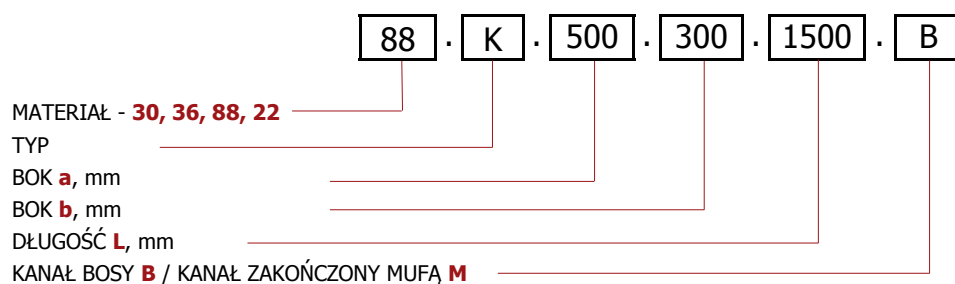 88 . K . 500 . 300 . 1500 . B
MATERIAŁ - 30, 36, 88, 22
TYP
BOK a, mm
BOK b, mm
DŁUGOŚĆ L, mm
KANAŁ BOSY B / KANAŁ ZAKOŃCZONY MUFĄ M